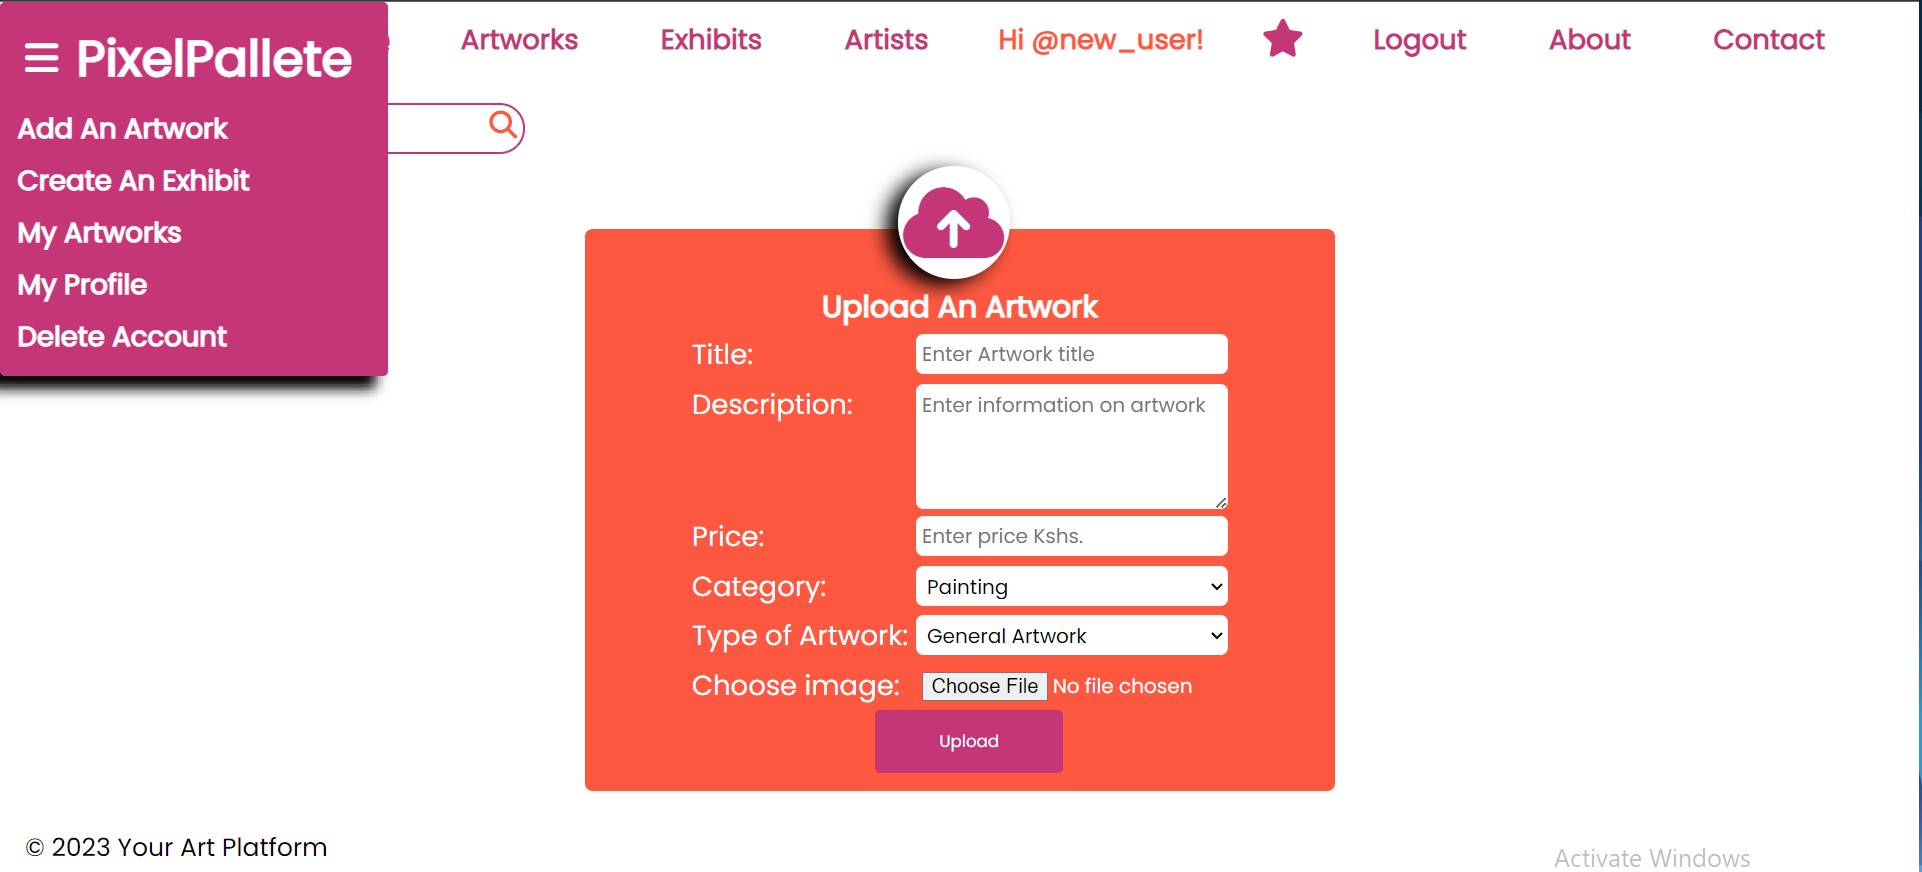 PixelPallete
Artworks Exhibits Artists Hi @new_user! Logout About Contact
Add An Artwork
Create An Exhibit
My Artworks
My Profile
Delete Account
Upload An Artwork
Title: Enter Artwork title
Description: Enter information on artwork
Price: Enter price Kshs.
Category: Painting
Type of Artwork: General Artwork
Choose image: Choose File No file chosen
Upload
© 2023 Your Art Platform
Activate Windows